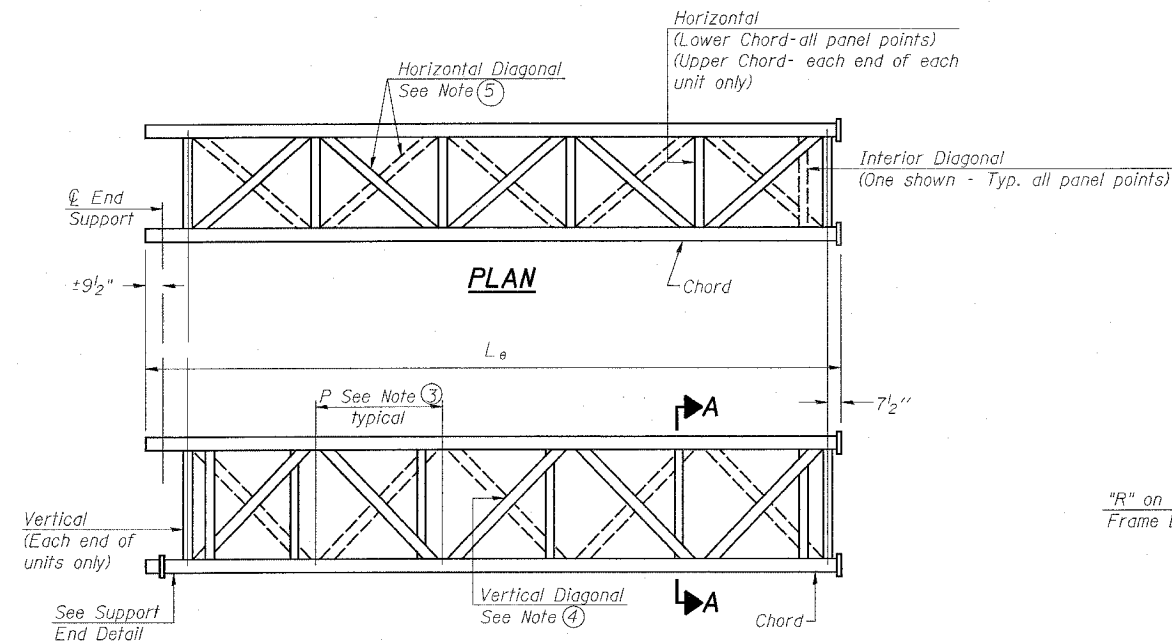 Horizontal
(Lower Chord-all panel points)
(Upper Chord- each end of each
unit only)
Horizontal Diagonal
See Note 5
Interior Diagonal
(One shown - Typ. all panel points)
℄ End
Support
±9½"
PLAN
Chord
Lₑ
P See Note 3
typical
A
7½"
Vertical
(Each end of
units only)
"R" on
Frame
Vertical Diagonal
See Note 4
A
Chord
See Support
End Detail